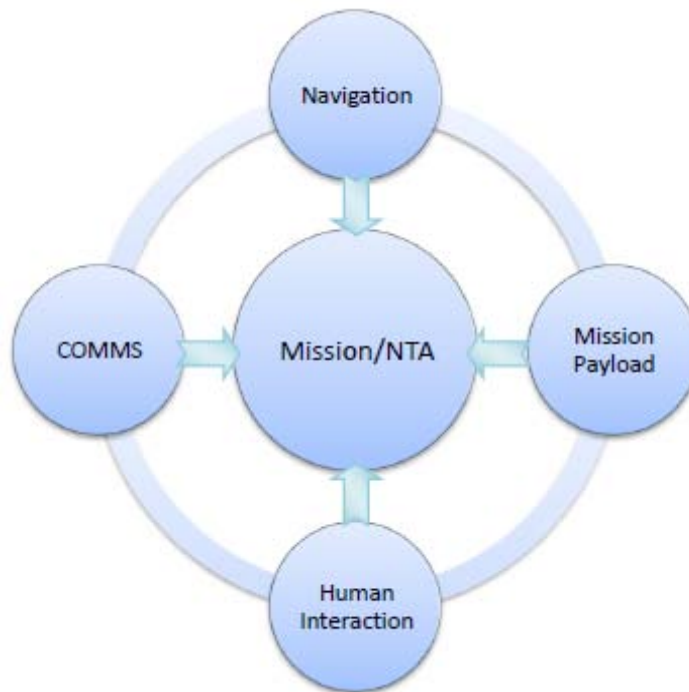 Navigation
COMMS
Mission/NTA
Mission
Payload
Human
Interaction